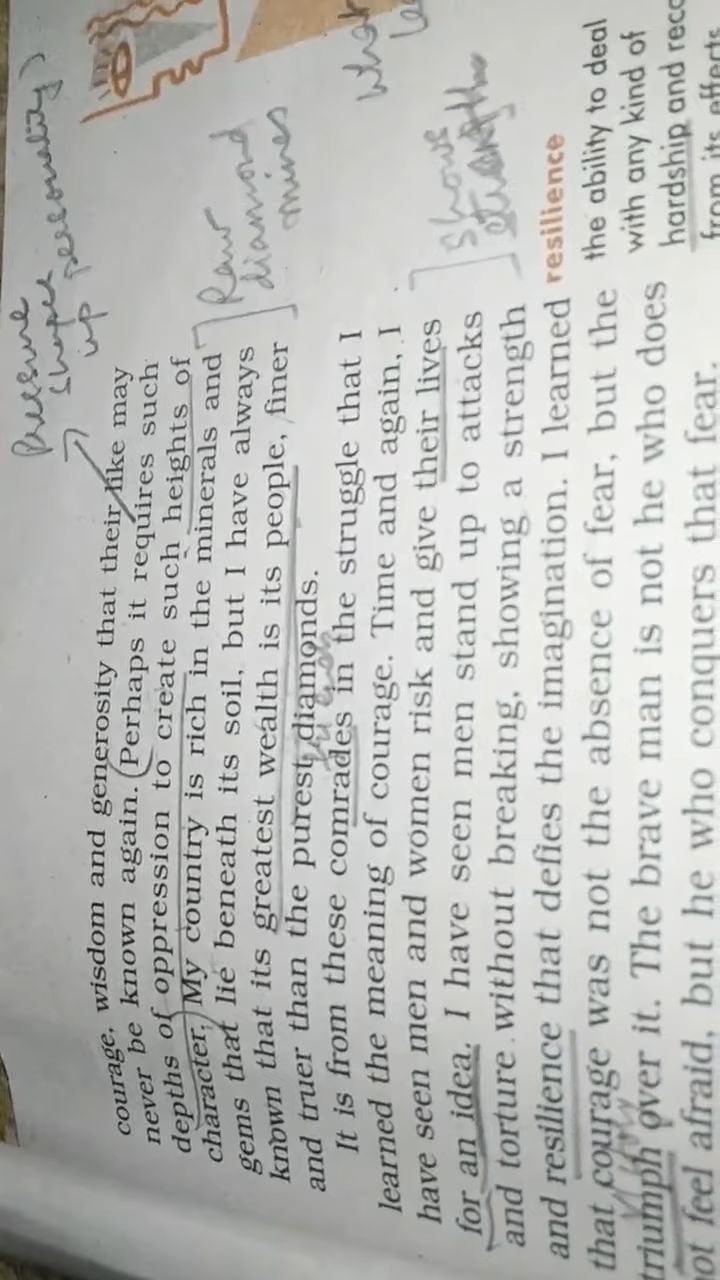 Pressure
shapes
up personality)
courage, wisdom and generosity that their like may
never be known again. Perhaps it requires such
depths of oppression to create such heights of
character. My country is rich in the minerals and
gems that lie beneath its soil, but I have always
known that its greatest wealth is its people, finer
and truer than the purest diamonds.
Raw
diamond
mines
It is from these comrades in the struggle that I
learned the meaning of courage. Time and again, I
have seen men and women risk and give their lives
for an idea. I have seen men stand up to attacks
and torture without breaking, showing a strength
and resilience that defies the imagination. I learned
that courage was not the absence of fear, but the
triumph over it. The brave man is not he who does
ot feel afraid, but he who conquers that fear.
What
Shows
strength
resilience
the ability to deal
with any kind of
hardship and reco
from its effects